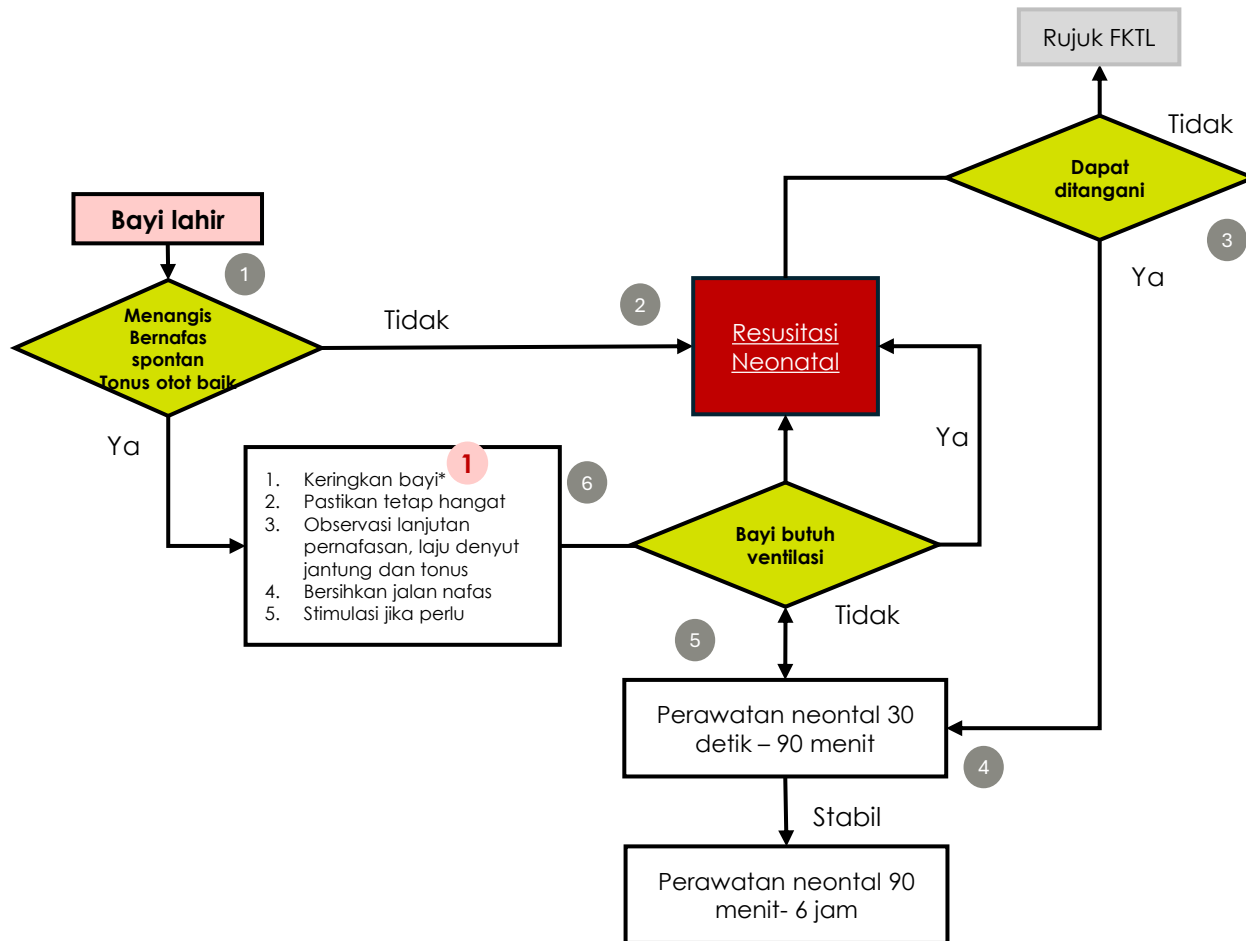 Rujuk FKTL
Tidak
Dapat
ditangani
3
Ya
Bayi lahir
1
Menangis
Bernafas
spontan
Tonus otot baik
Tidak
Ya
2
Resusitasi
Neonatal
Ya
1
1. Keringkan bayi*
2. Pastikan tetap hangat
3. Observasi lanjutan
pernafasan, laju denyut
jantung dan tonus
4. Bersihkan jalan nafas
5. Stimulasi jika perlu
6
Bayi butuh
ventilasi
Tidak
5
Perawatan neontal 30
detik – 90 menit
4
Stabil
Perawatan neontal 90
menit- 6 jam